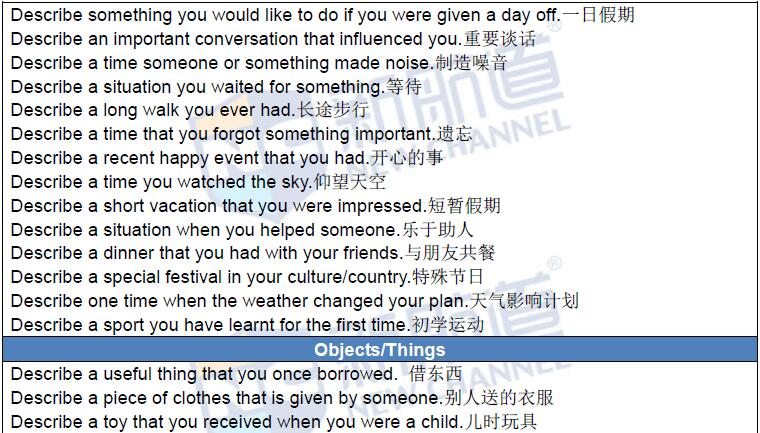 Describe something you would like to do if you were given a day off.一日假期
Describe an important conversation that influenced you.重要谈话
Describe a time someone or something made noise.制造噪音
Describe a situation you waited for something.等待
Describe a long walk you ever had.长途步行
Describe a time that you forgot something important.遗忘
Describe a recent happy event that you had.开心的事
Describe a time you watched the sky.仰望天空
Describe a short vacation that you were impressed.短暂假期
Describe a situation when you helped someone.乐于助人
Describe a dinner that you had with your friends.与朋友共餐
Describe a special festival in your culture/country.特殊节日
Describe one time when the weather changed your plan.天气影响计划
Describe a sport you have learnt for the first time.初学运动
Objects/Things
Describe a useful thing that you once borrowed. 借东西
Describe a piece of clothes that is given by someone.别人送的衣服
Describe a toy that you received when you were a child.儿时玩具
NEW CHANNEL
NEW CHANNEL